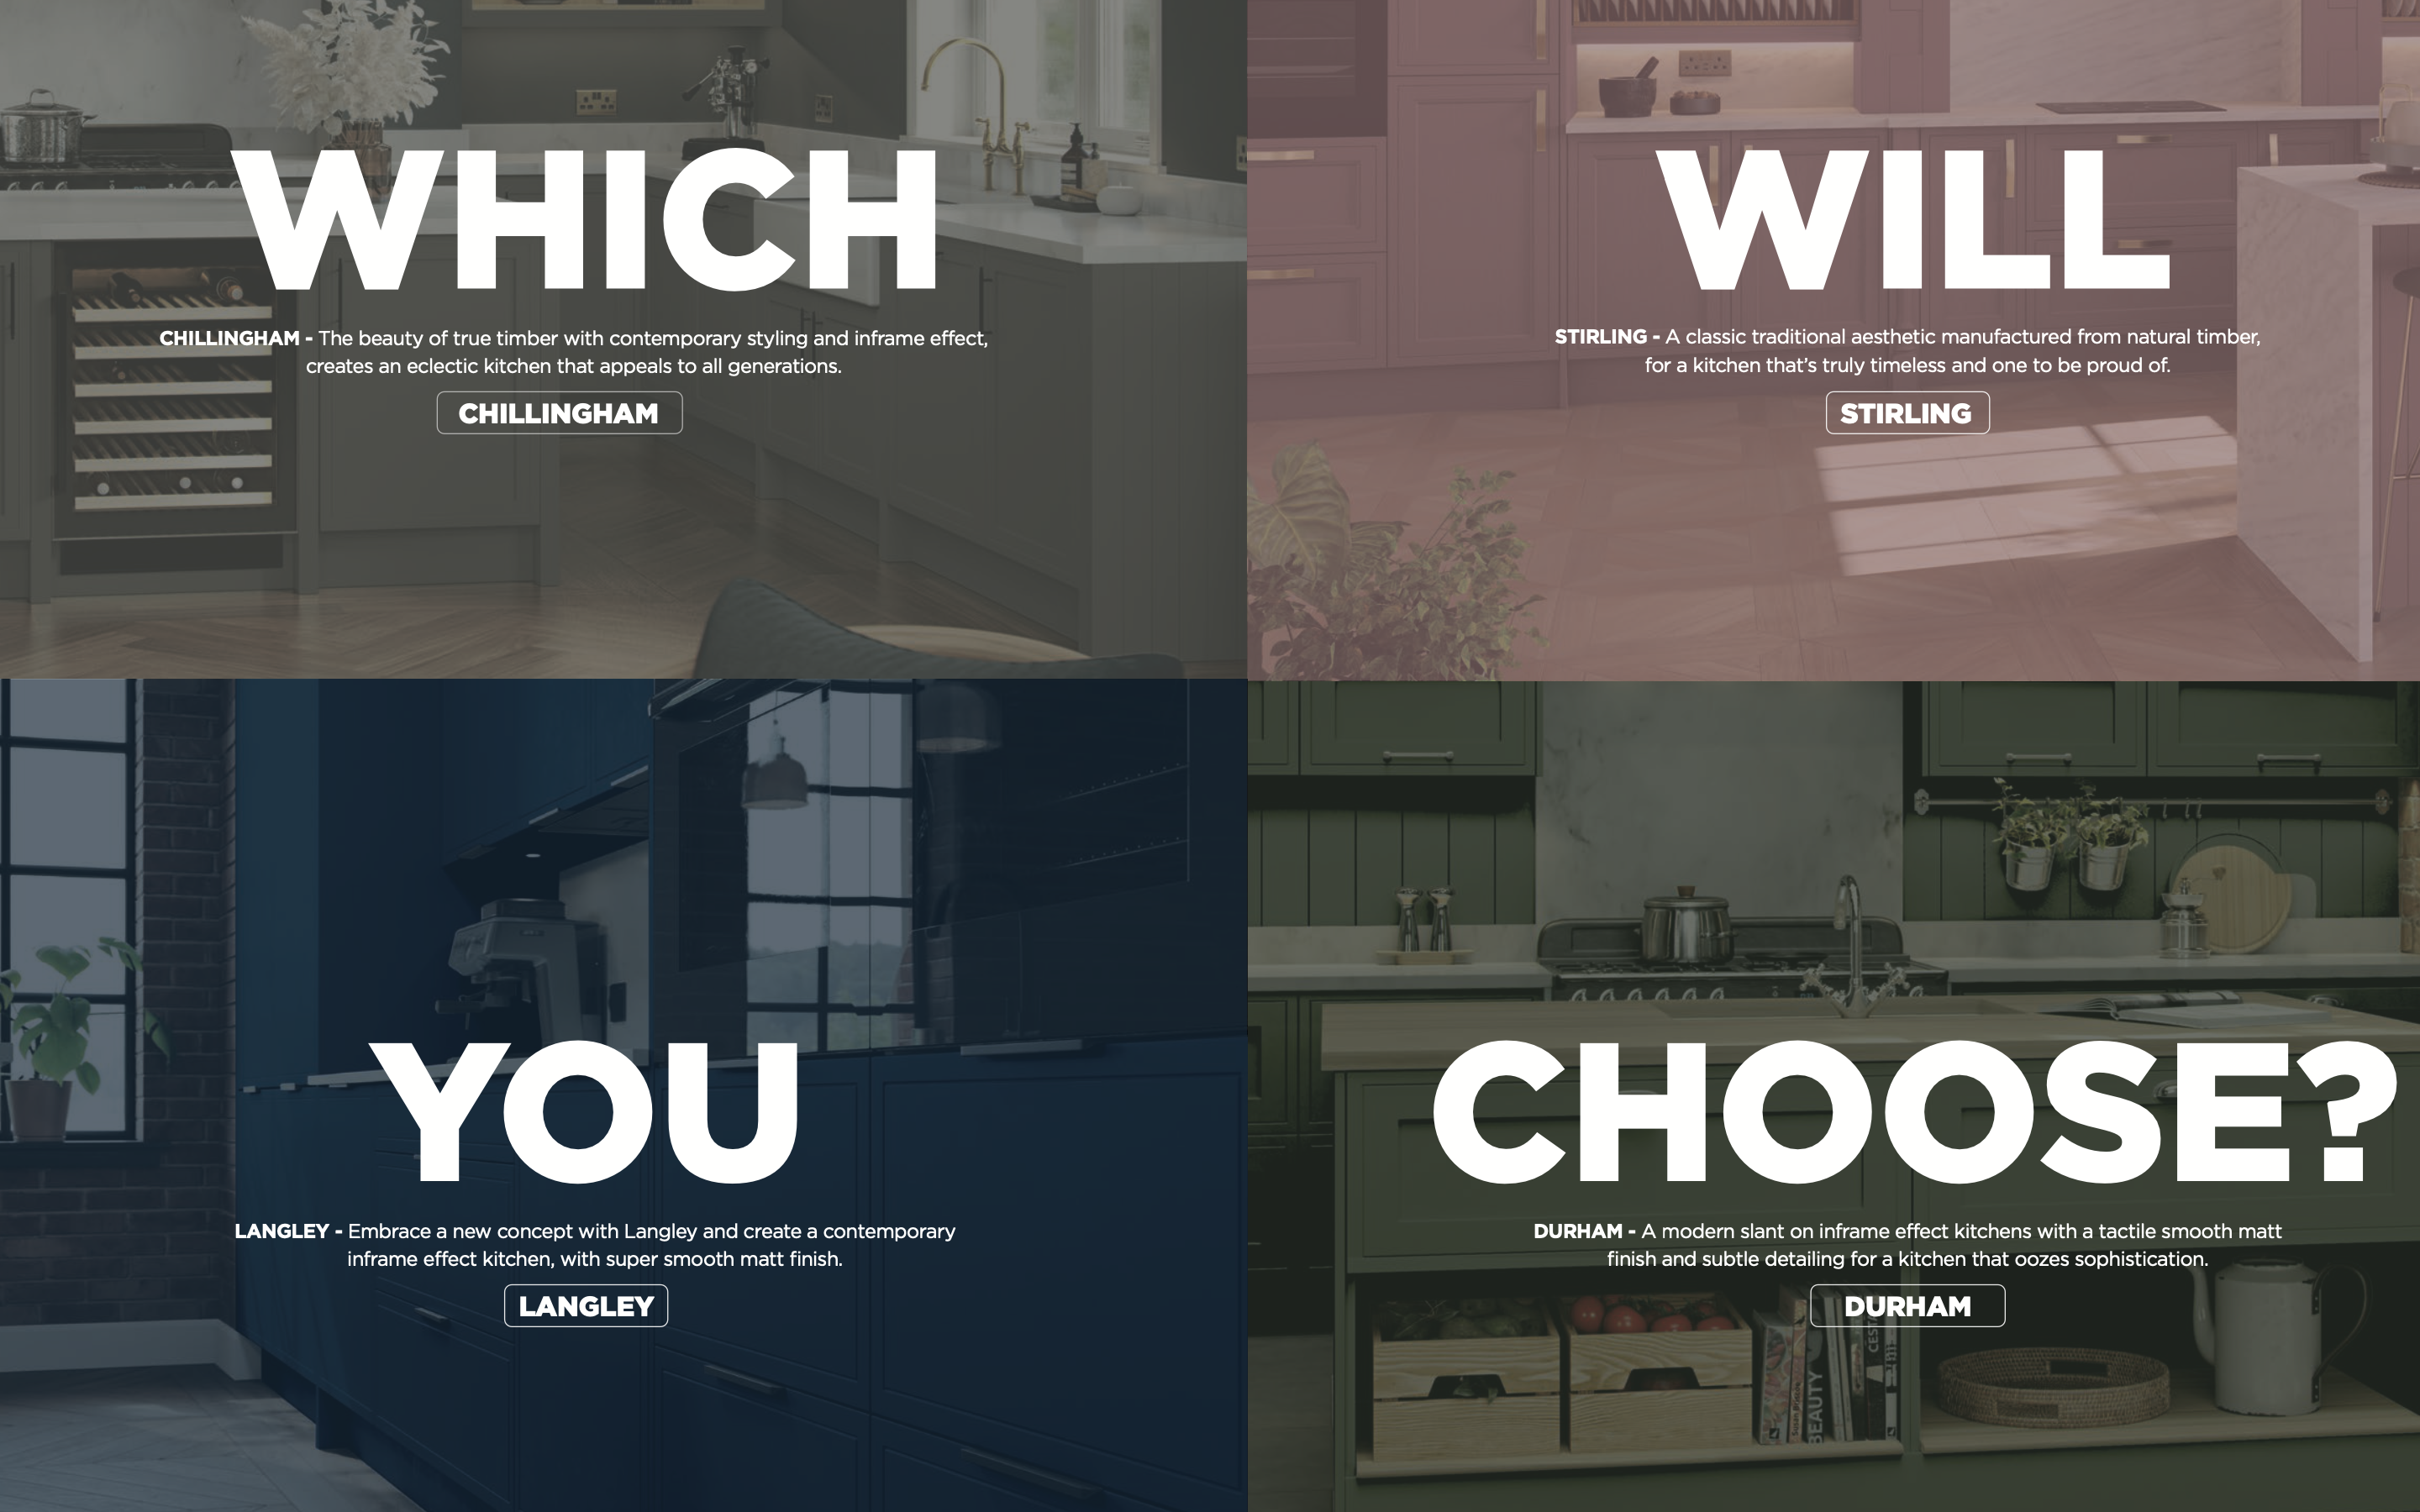 WHICH
CHILLINGHAM - The beauty of true timber with contemporary styling and inframe effect,
creates an eclectic kitchen that appeals to all generations.
CHILLINGHAM
WILL
STIRLING - A classic traditional aesthetic manufactured from natural timber,
for a kitchen that’s truly timeless and one to be proud of.
STIRLING
YOU
LANGLEY - Embrace a new concept with Langley and create a contemporary
inframe effect kitchen, with super smooth matt finish.
LANGLEY
CHOOSE?
DURHAM - A modern slant on inframe effect kitchens with a tactile smooth matt
finish and subtle detailing for a kitchen that oozes sophistication.
DURHAM
BEAUTY